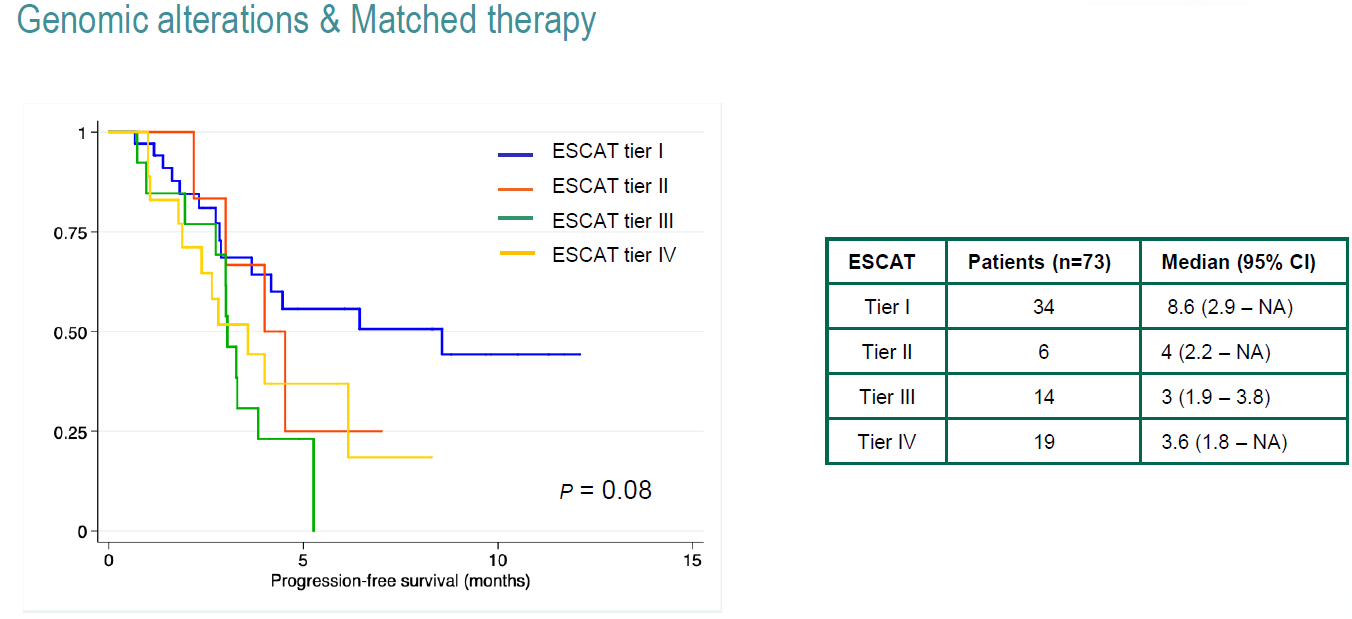 Genomic alterations & Matched therapy
1
0.75
0.50
0.25
0
0 5 10 15
Progression-free survival (months)
ESCAT tier I
ESCAT tier II
ESCAT tier III
ESCAT tier IV
P = 0.08
ESCAT Patients (n=73) Median (95% CI)
Tier I 34 8.6 (2.9 – NA)
Tier II 6 4 (2.2 – NA)
Tier III 14 3 (1.9 – 3.8)
Tier IV 19 3.6 (1.8 – NA)